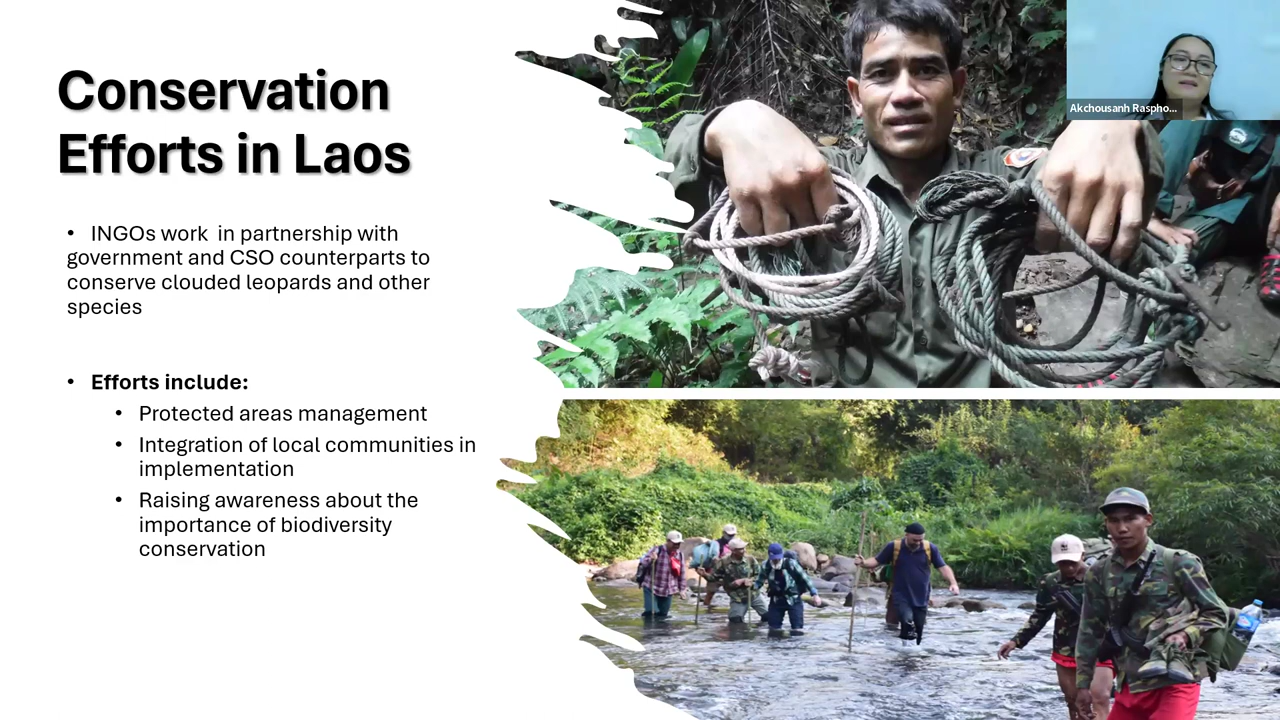 Conservation
Efforts in Laos
• INGOs work  in partnership with
government and CSO counterparts to
conserve clouded leopards and other
species
• Efforts include:
• Protected areas management
• Integration of local communities in
implementation
• Raising awareness about the
importance of biodiversity
conservation
Akchousanh Raspho...